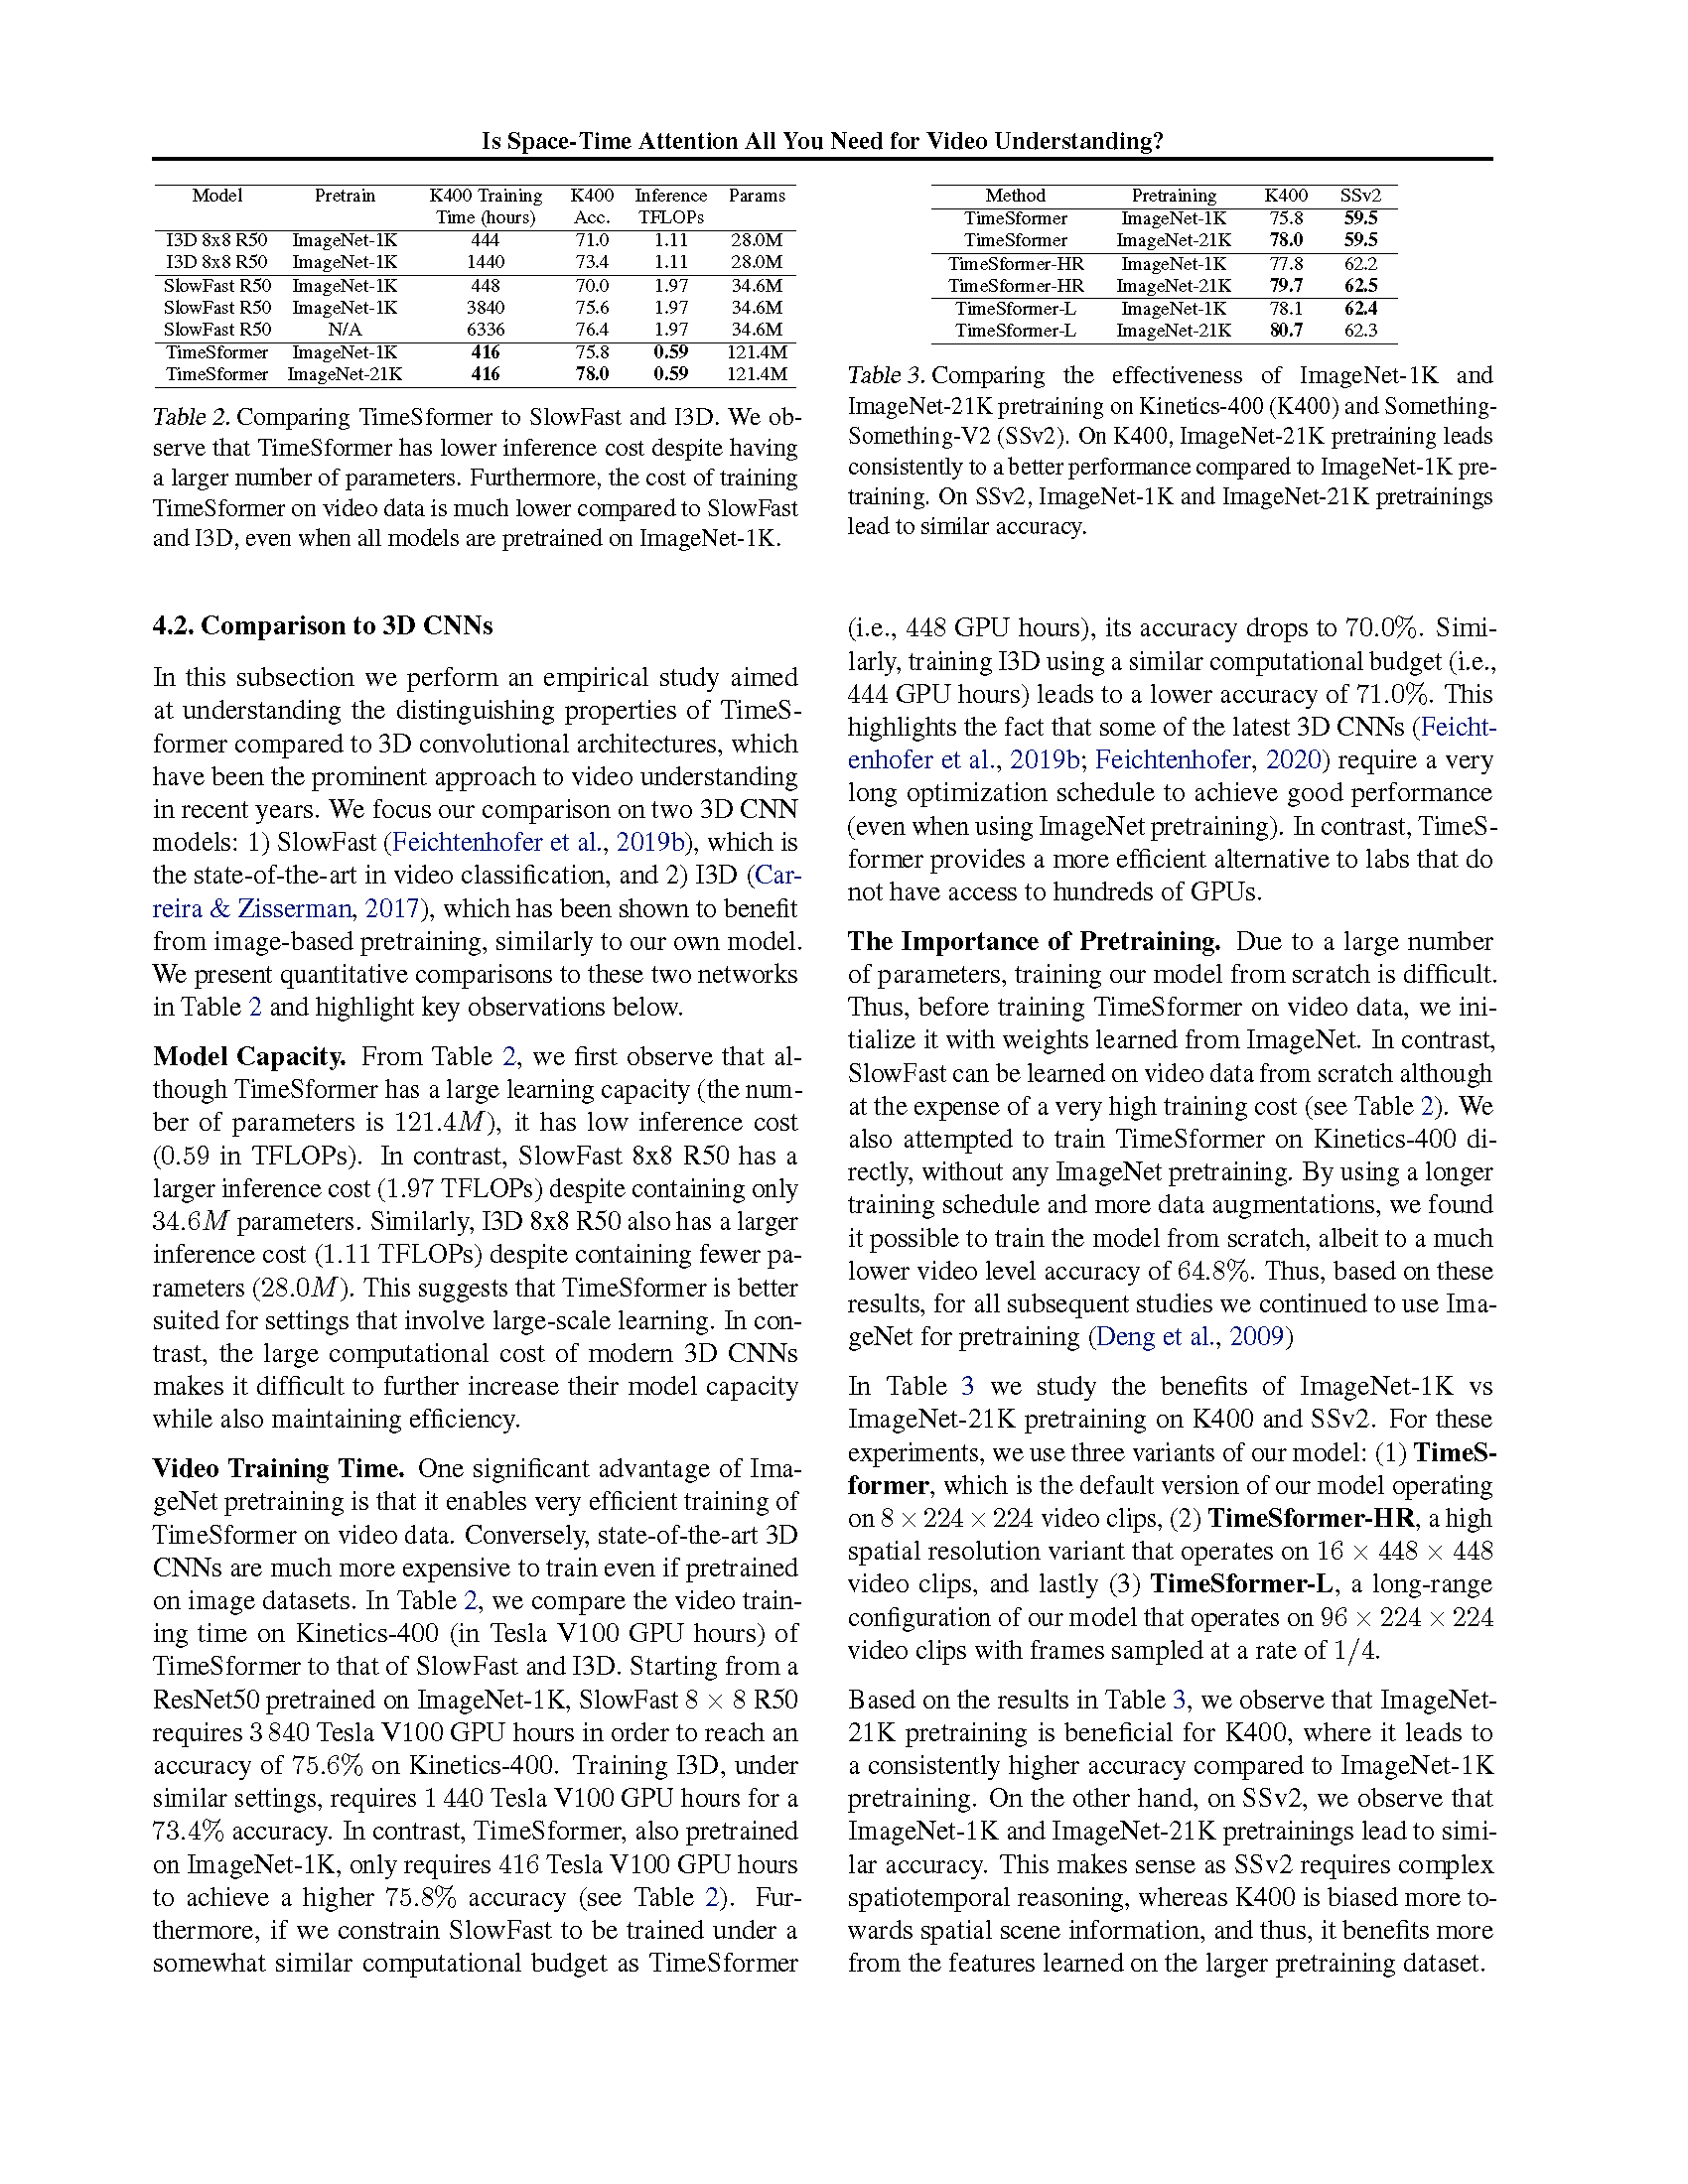 Is Space-Time Attention All You Need for Video Understanding?
Model Pretrain K400 Training K400 Inference Params
Time (hours) Acc. TFLOPs
I3D 8x8 R50 ImageNet-1K 444 71.0 1.11 28.0M
I3D 8x8 R50 ImageNet-1K 1440 73.4 1.11 28.0M
SlowFast R50 ImageNet-1K 448 70.0 1.97 34.6M
SlowFast R50 ImageNet-1K 3840 75.6 1.97 34.6M
SlowFast R50 N/A 6336 76.4 1.97 34.6M
TimeSformer ImageNet-1K 416 75.8 0.59 121.4M
TimeSformer ImageNet-21K 416 78.0 0.59 121.4M
Table 2. Comparing TimeSformer to SlowFast and I3D. We ob-
serve that TimeSformer has lower inference cost despite having
a larger number of parameters. Furthermore, the cost of training
TimeSformer on video data is much lower compared to SlowFast
and I3D, even when all models are pretrained on ImageNet-1K.
Method Pretraining K400 SSv2
TimeSformer ImageNet-1K 75.8 59.5
TimeSformer ImageNet-21K 78.0 59.5
TimeSformer-HR ImageNet-1K 77.8 62.2
TimeSformer-HR ImageNet-21K 79.7 62.5
TimeSformer-L ImageNet-1K 78.1 62.4
TimeSformer-L ImageNet-21K 80.7 62.3
Table 3. Comparing the effectiveness of ImageNet-1K and
ImageNet-21K pretraining on Kinetics-400 (K400) and Something-
Something-V2 (SSv2). On K400, ImageNet-21K pretraining leads
consistently to a better performance compared to ImageNet-1K pre-
training. On SSv2, ImageNet-1K and ImageNet-21K pretrainings
lead to similar accuracy.
4.2. Comparison to 3D CNNs
In this subsection we perform an empirical study aimed
at understanding the distinguishing properties of TimeS-
former compared to 3D convolutional architectures, which
have been the prominent approach to video understanding
in recent years. We focus our comparison on two 3D CNN
models: 1) SlowFast (Feichtenhofer et al., 2019b), which is
the state-of-the-art in video classification, and 2) I3D (Car-
reira & Zisserman, 2017), which has been shown to benefit
from image-based pretraining, similarly to our own model.
We present quantitative comparisons to these two networks
in Table 2 and highlight key observations below.
Model Capacity. From Table 2, we first observe that al-
though TimeSformer has a large learning capacity (the num-
ber of parameters is 121.4M), it has low inference cost
(0.59 in TFLOPs). In contrast, SlowFast 8x8 R50 has a
larger inference cost (1.97 TFLOPs) despite containing only
34.6M parameters. Similarly, I3D 8x8 R50 also has a larger
inference cost (1.11 TFLOPs) despite containing fewer pa-
rameters (28.0M). This suggests that TimeSformer is better
suited for settings that involve large-scale learning. In con-
trast, the large computational cost of modern 3D CNNs
makes it difficult to further increase their model capacity
while also maintaining efficiency.
Video Training Time. One significant advantage of Ima-
geNet pretraining is that it enables very efficient training of
TimeSformer on video data. Conversely, state-of-the-art 3D
CNNs are much more expensive to train even if pretrained
on image datasets. In Table 2, we compare the video train-
ing time on Kinetics-400 (in Tesla V100 GPU hours) of
TimeSformer to that of SlowFast and I3D. Starting from a
ResNet50 pretrained on ImageNet-1K, SlowFast 8 × 8 R50
requires 3 840 Tesla V100 GPU hours in order to reach an
accuracy of 75.6% on Kinetics-400. Training I3D, under
similar settings, requires 1 440 Tesla V100 GPU hours for a
73.4% accuracy. In contrast, TimeSformer, also pretrained
on ImageNet-1K, only requires 416 Tesla V100 GPU hours
to achieve a higher 75.8% accuracy (see Table 2). Fur-
thermore, if we constrain SlowFast to be trained under a
somewhat similar computational budget as TimeSformer
(i.e., 448 GPU hours), its accuracy drops to 70.0%. Simi-
larly, training I3D using a similar computational budget (i.e.,
444 GPU hours) leads to a lower accuracy of 71.0%. This
highlights the fact that some of the latest 3D CNNs (Feicht-
enhofer et al., 2019b; Feichtenhofer, 2020) require a very
long optimization schedule to achieve good performance
(even when using ImageNet pretraining). In contrast, TimeS-
former provides a more efficient alternative to labs that do
not have access to hundreds of GPUs.
The Importance of Pretraining. Due to a large number
of parameters, training our model from scratch is difficult.
Thus, before training TimeSformer on video data, we ini-
tialize it with weights learned from ImageNet. In contrast,
SlowFast can be learned on video data from scratch although
at the expense of a very high training cost (see Table 2). We
also attempted to train TimeSformer on Kinetics-400 di-
rectly, without any ImageNet pretraining. By using a longer
training schedule and more data augmentations, we found
it possible to train the model from scratch, albeit to a much
lower video level accuracy of 64.8%. Thus, based on these
results, for all subsequent studies we continued to use Ima-
geNet for pretraining (Deng et al., 2009)
In Table 3 we study the benefits of ImageNet-1K vs
ImageNet-21K pretraining on K400 and SSv2. For these
experiments, we use three variants of our model: (1) TimeS-
former, which is the default version of our model operating
on 8 × 224 × 224 video clips, (2) TimeSformer-HR, a high
spatial resolution variant that operates on 16 × 448 × 448
video clips, and lastly (3) TimeSformer-L, a long-range
configuration of our model that operates on 96 × 224 × 224
video clips with frames sampled at a rate of 1/4.
Based on the results in Table 3, we observe that ImageNet-
21K pretraining is beneficial for K400, where it leads to
a consistently higher accuracy compared to ImageNet-1K
pretraining. On the other hand, on SSv2, we observe that
ImageNet-1K and ImageNet-21K pretrainings lead to simi-
lar accuracy. This makes sense as SSv2 requires complex
spatiotemporal reasoning, whereas K400 is biased more to-
wards spatial scene information, and thus, it benefits more
from the features learned on the larger pretraining dataset.